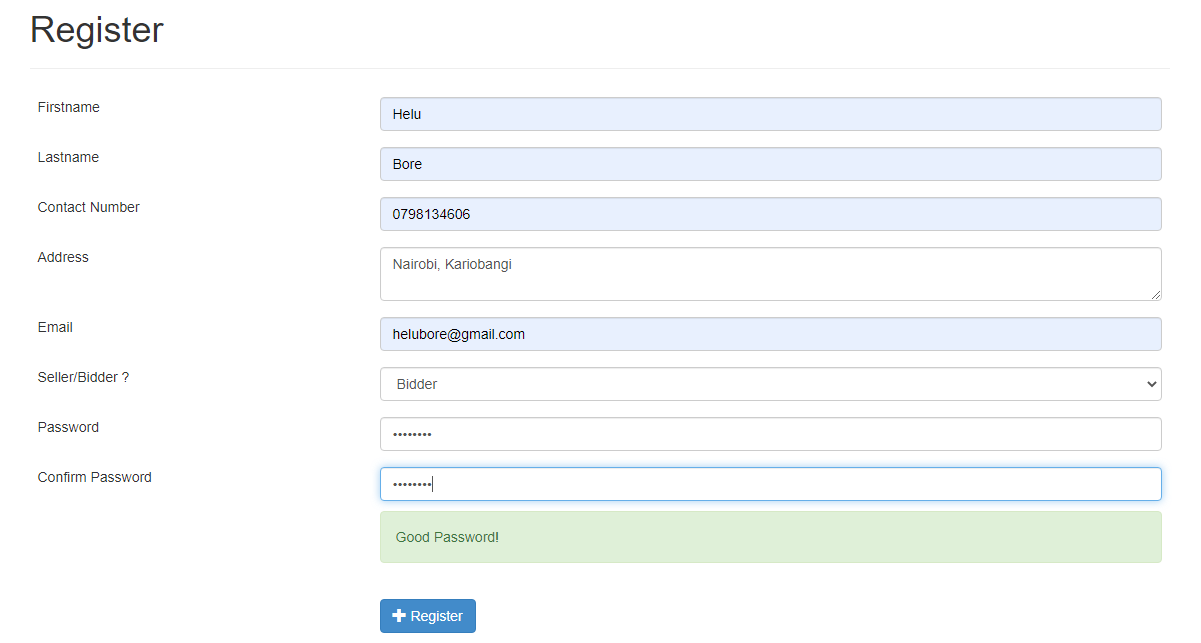 Register
Firstname
Helu
Lastname
Bore
Contact Number
0798134606
Address
Nairobi, Kariobangi
Email
helubore@gmail.com
Seller/Bidder ?
Bidder
Password
••••••••
Confirm Password
••••••••
Good Password!
Register